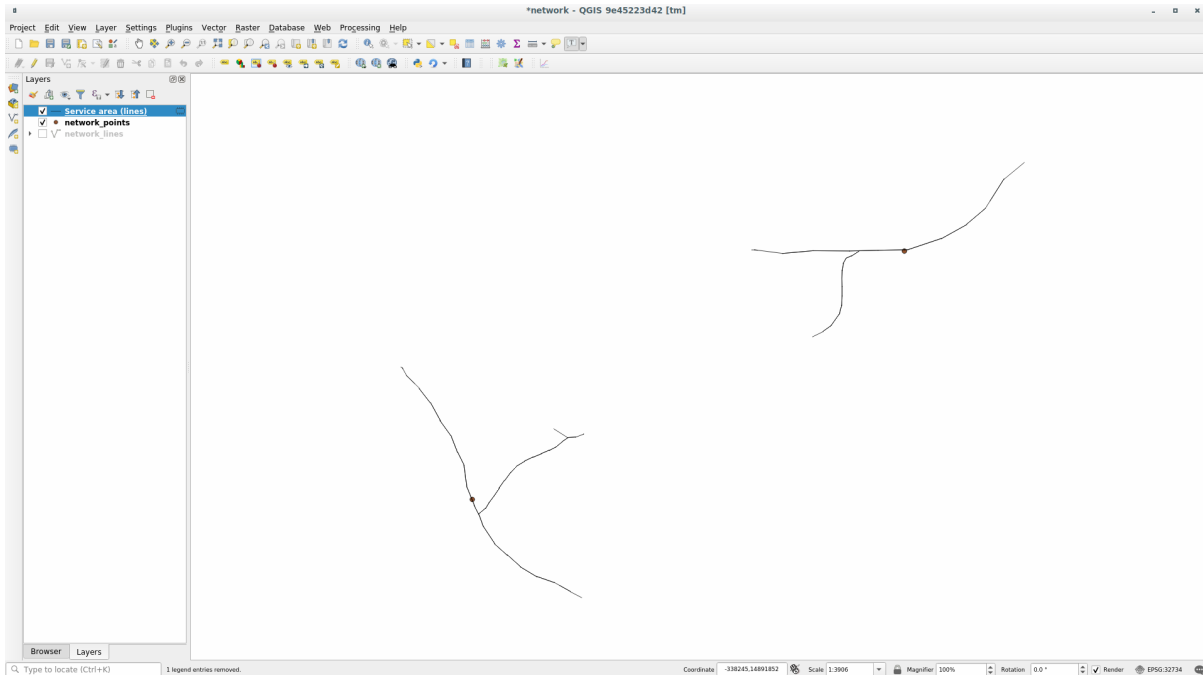 *network - QGIS 9e45223d42 [tm]
Project Edit View Layer Settings Plugins Vector Raster Database Web Processing Help
Layers
Service area (lines)
network_points
network_lines
Browser Layers
Type to locate (Ctrl+K) 1 legend entries removed. Coordinate -338245,14891852 Scale 1:3906 Magnifier 100% Rotation 0.0 ° Render EPSG:32734